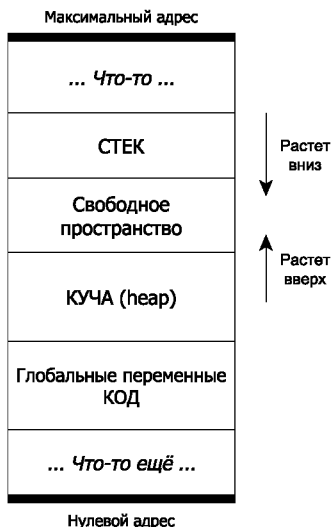 Максимальный адрес
... Что-то ...
СТЕК
Растет
вниз
Свободное
пространство
Растет
вверх
КУЧА (heap)
Глобальные переменные
КОД
... Что-то ещё ...
Нулевой адрес